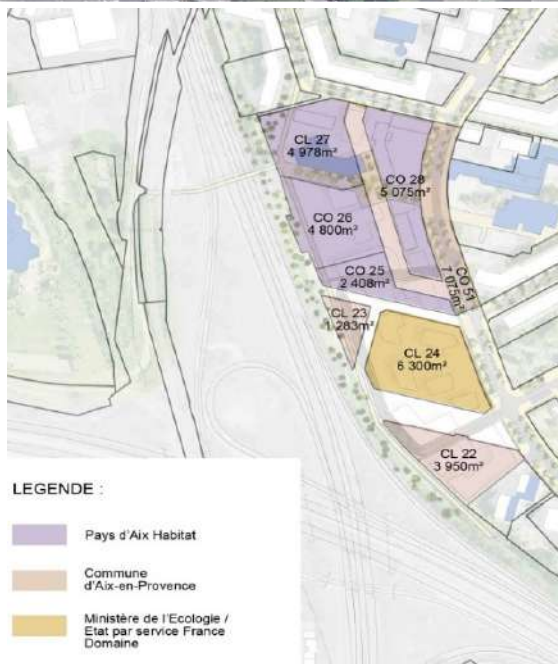 CL 27
4 978m²
CO 28
5 075m²
CO 26
4 800m²
CO 25
2 408m²
CO 51
7 075m²
CL 23
1 283m²
CL 24
6 300m²
CL 22
3 950m²
LEGENDE :
Pays d'Aix Habitat
Commune
d'Aix-en-Provence
Ministère de l'Ecologie /
Etat par service France
Domaine